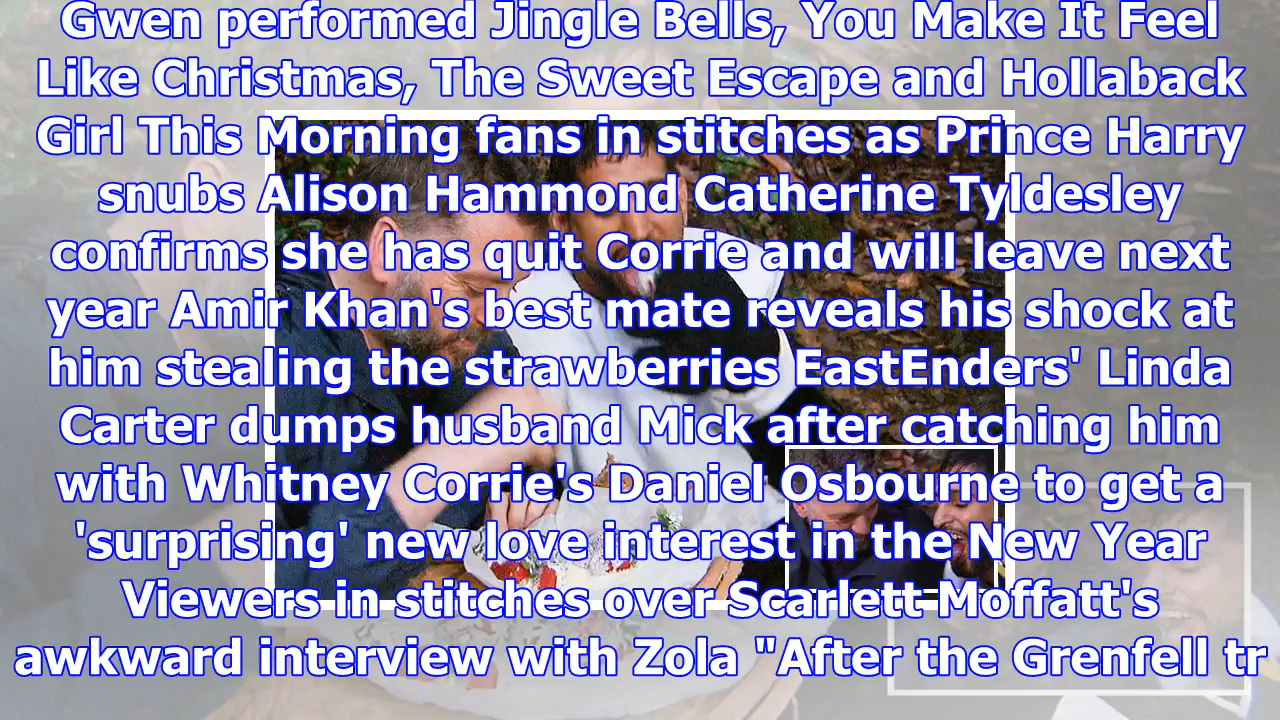 Gwen performed Jingle Bells, You Make It Feel
Like Christmas, The Sweet Escape and Hollaback
Girl This Morning fans in stitches as Prince Harry
snubs Alison Hammond Catherine Tyldesley
confirms she has quit Corrie and will leave next
year Amir Khan's best mate reveals his shock at
him stealing the strawberries EastEnders' Linda
Carter dumps husband Mick after catching him
with Whitney Corrie's Daniel Osbourne to get a
'surprising' new love interest in the New Year
Viewers in stitches over Scarlett Moffatt's
awkward interview with Zola "After the Grenfell tr